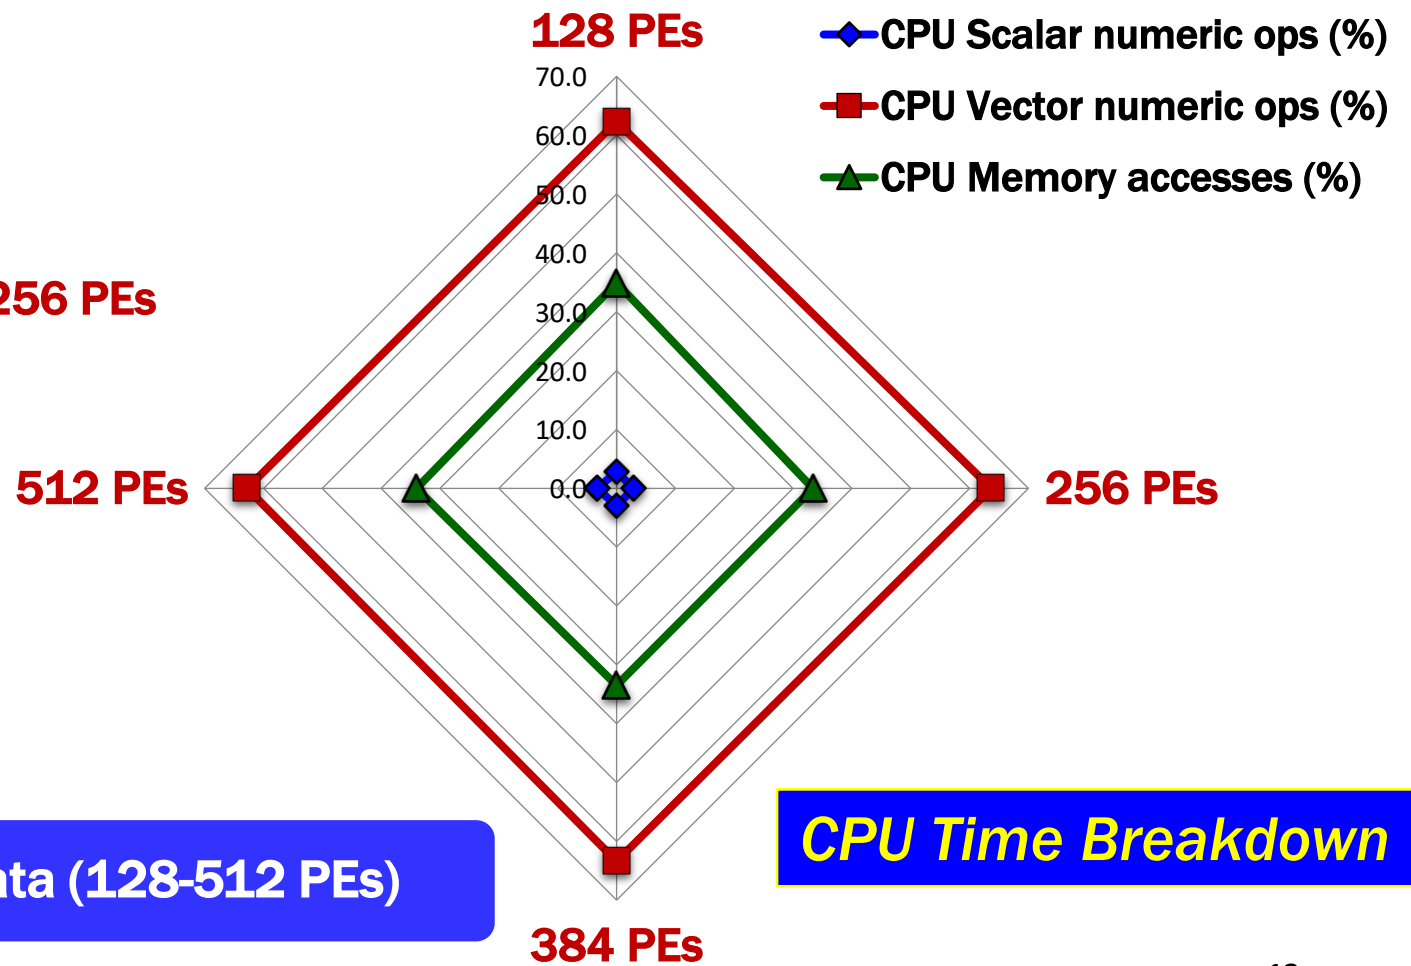 128 PEs
CPU Scalar numeric ops (%)
CPU Vector numeric ops (%)
CPU Memory accesses (%)
70.0
60.0
50.0
40.0
30.0
20.0
10.0
0.0
256 PEs
512 PEs
256 PEs
384 PEs
CPU Time Breakdown
(128-512 PEs)